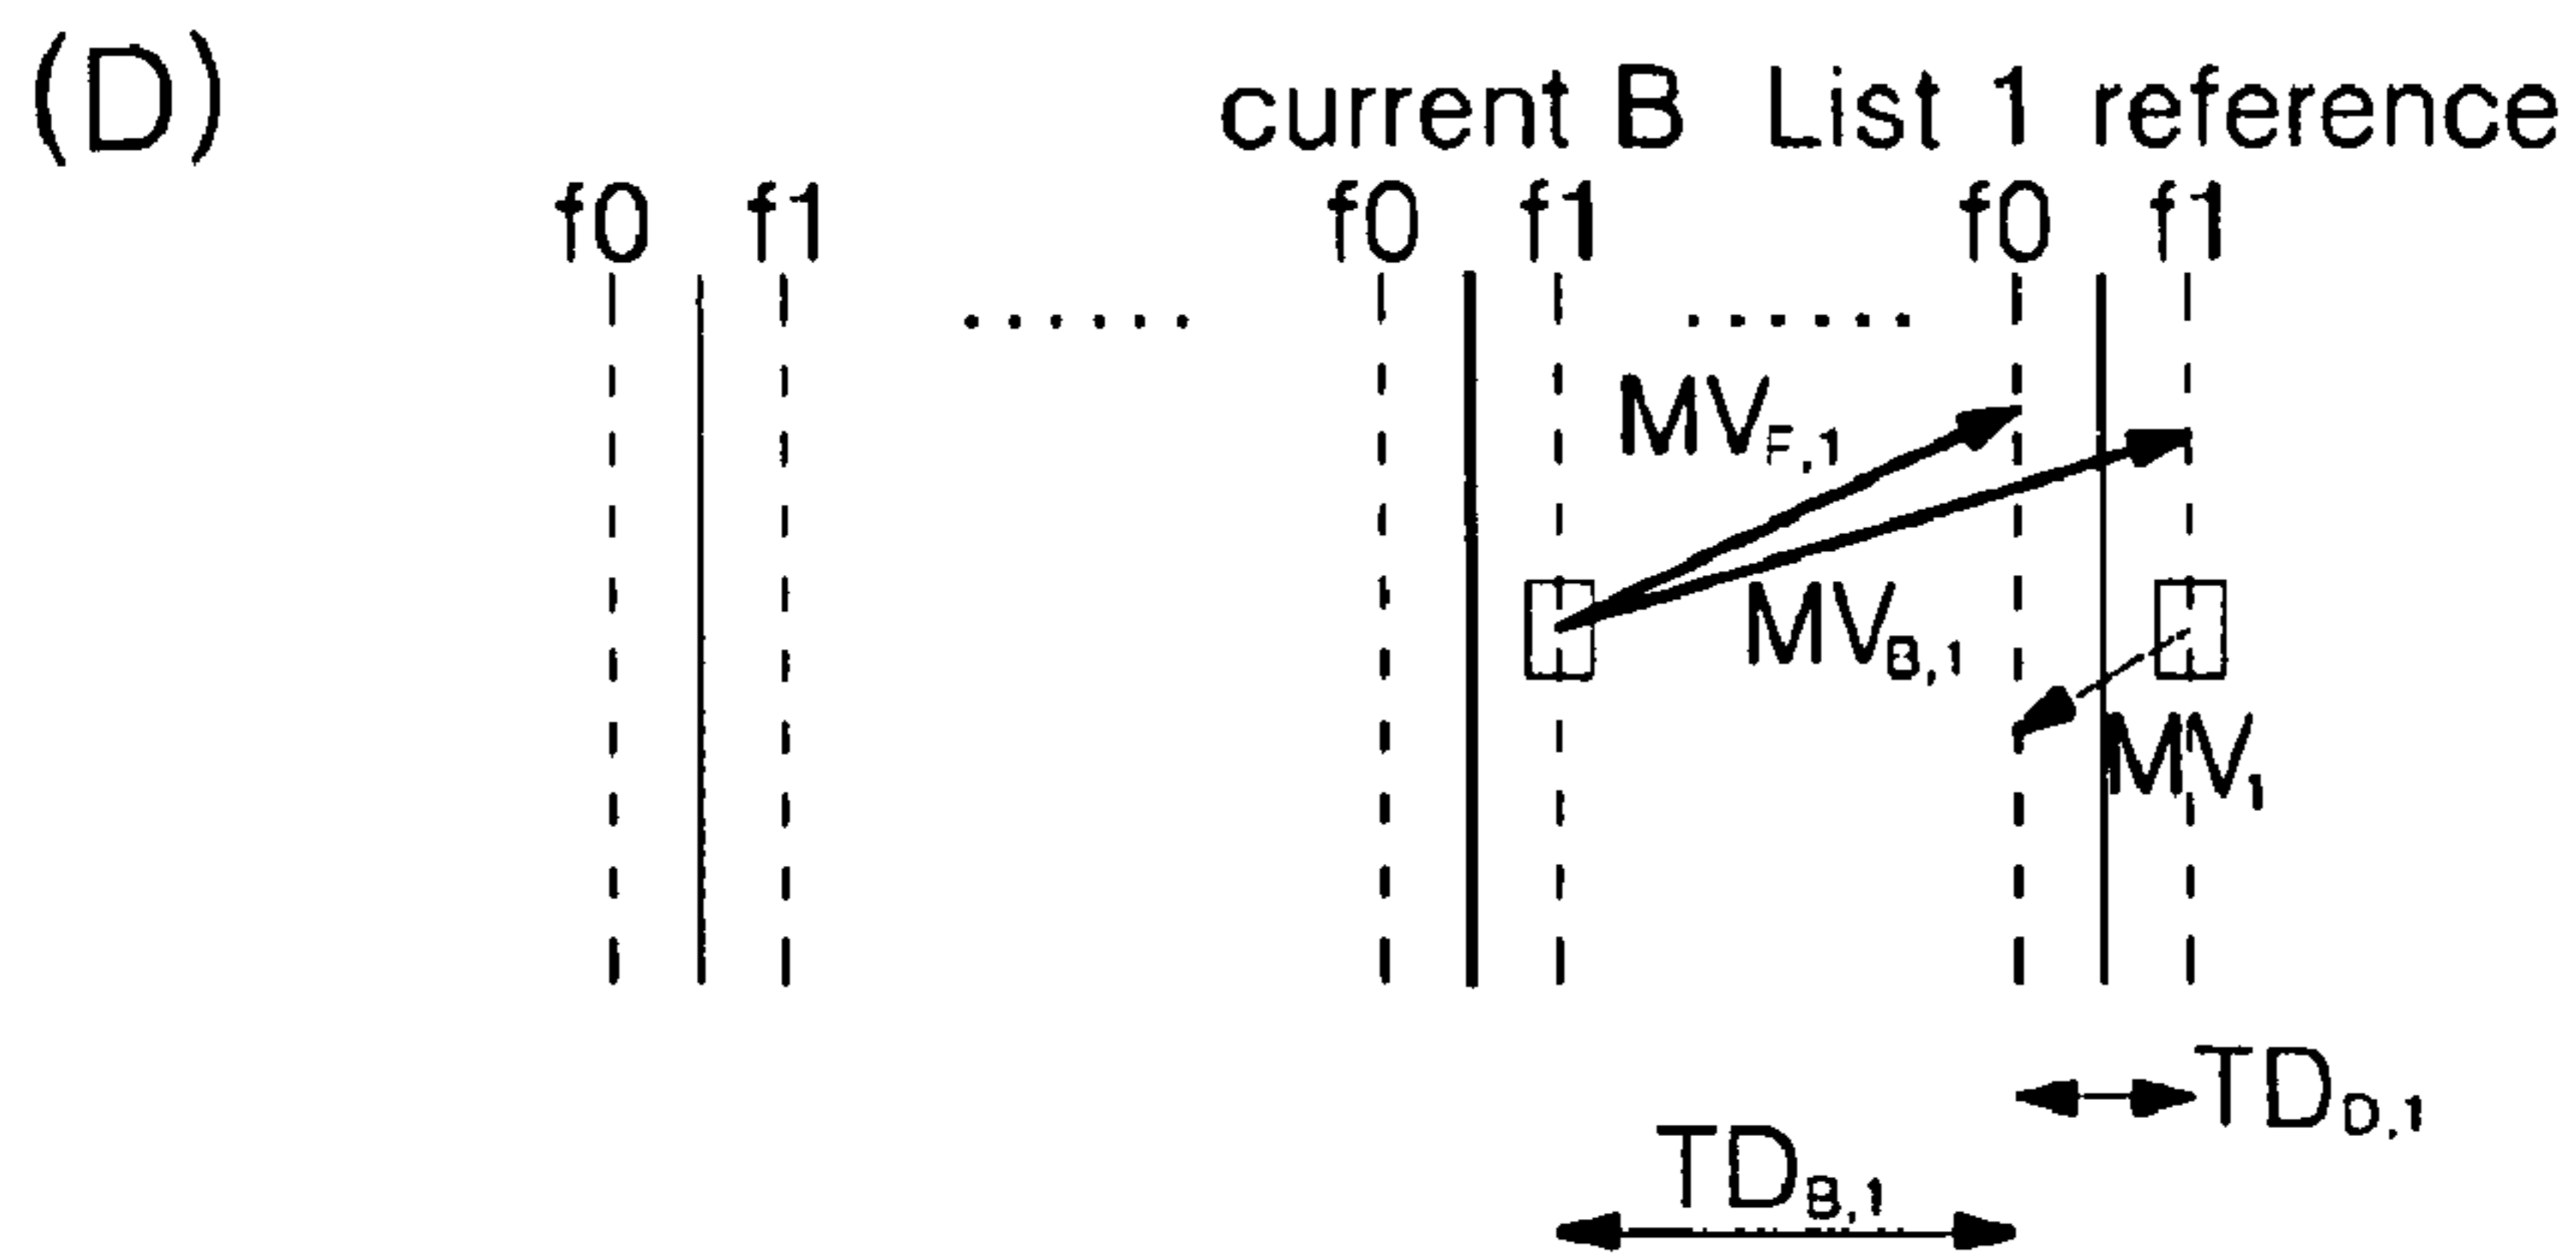 (D)
current B List 1 reference
f0 f1 f0 f1 f0 f1
......  ......
MVF,1
MVB,1
MV1
TDD,1
TDB,1